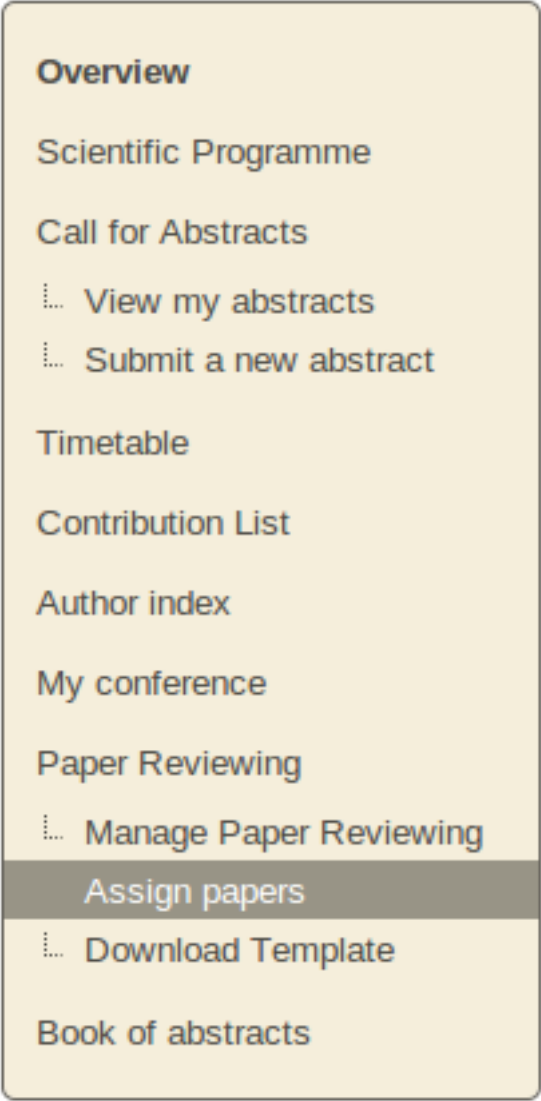 Overview
Scientific Programme
Call for Abstracts
View my abstracts
Submit a new abstract
Timetable
Contribution List
Author index
My conference
Paper Reviewing
Manage Paper Reviewing
Assign papers
Download Template
Book of abstracts